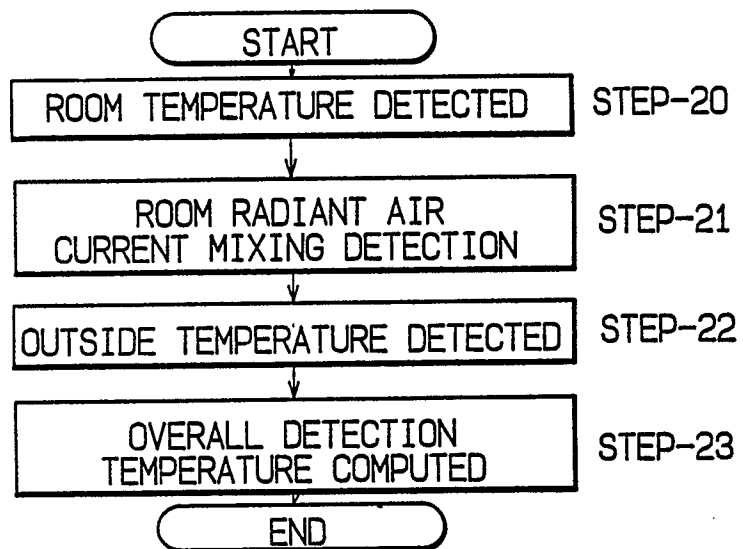 START
ROOM TEMPERATURE DETECTED STEP-20
ROOM RADIANT AIR
CURRENT MIXING DETECTION STEP-21
OUTSIDE TEMPERATURE DETECTED STEP-22
OVERALL DETECTION
TEMPERATURE COMPUTED STEP-23
END